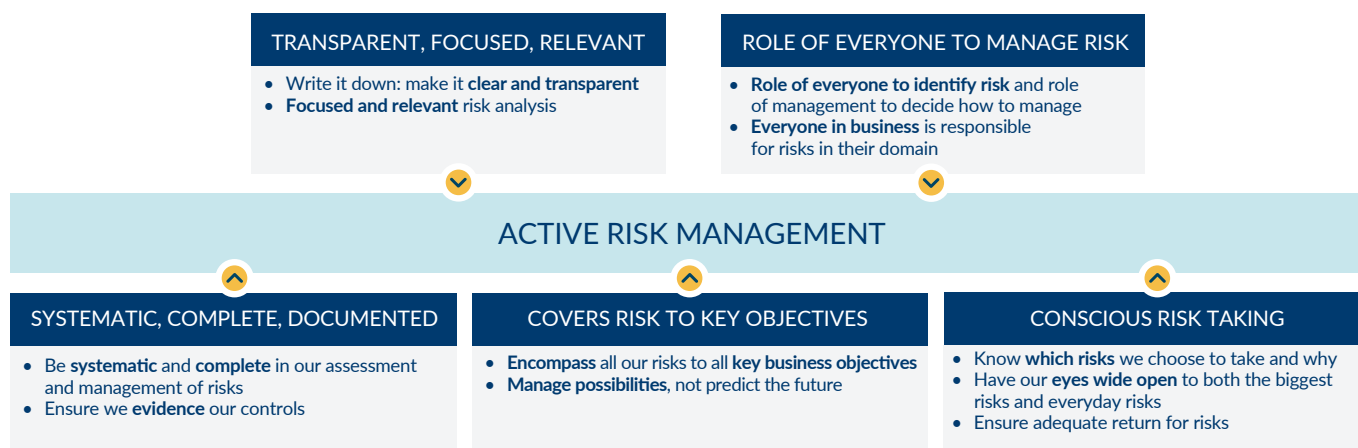 TRANSPARENT, FOCUSED, RELEVANT
• Write it down: make it clear and transparent
• Focused and relevant risk analysis
ROLE OF EVERYONE TO MANAGE RISK
• Role of everyone to identify risk and role
of management to decide how to manage
• Everyone in business is responsible
for risks in their domain
ACTIVE RISK MANAGEMENT
SYSTEMATIC, COMPLETE, DOCUMENTED
• Be systematic and complete in our assessment
and management of risks
• Ensure we evidence our controls
COVERS RISK TO KEY OBJECTIVES
• Encompass all our risks to all key business objectives
• Manage possibilities, not predict the future
CONSCIOUS RISK TAKING
• Know which risks we choose to take and why
• Have our eyes wide open to both the biggest
risks and everyday risks
• Ensure adequate return for risks